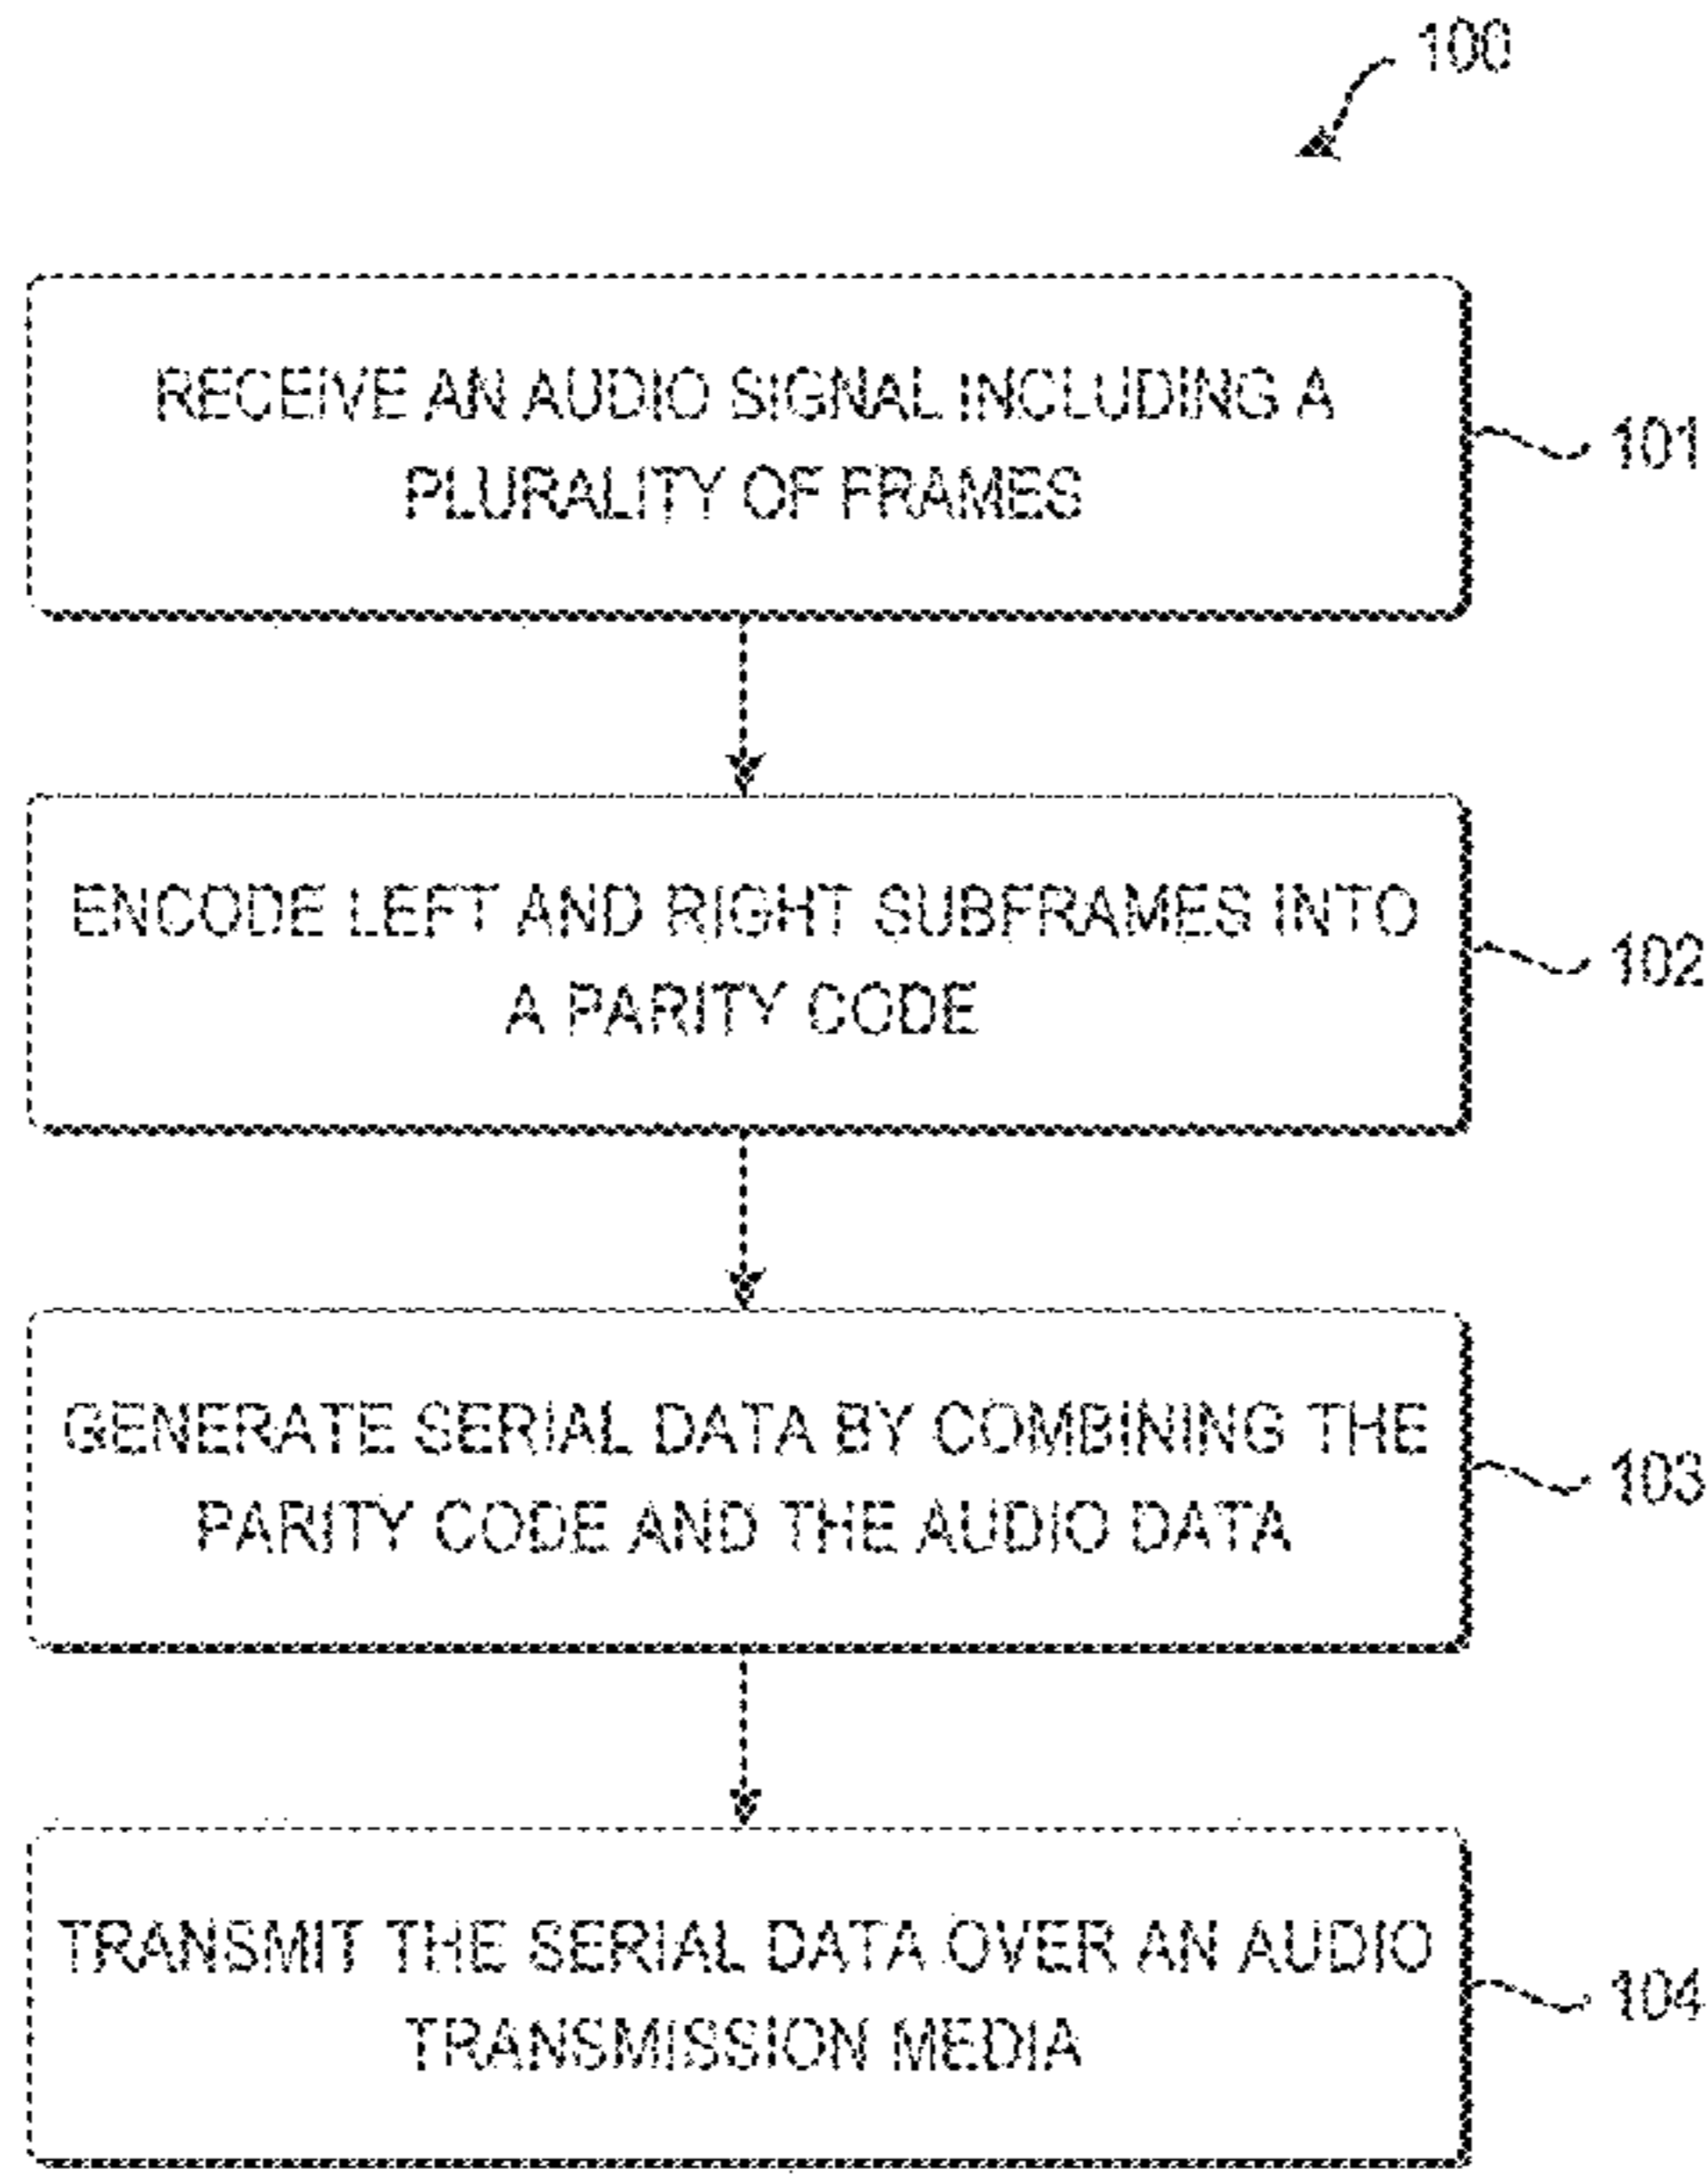 100
RECEIVE AN AUDIO SIGNAL INCLUDING A
PLURALITY OF FRAMES
101
ENCODE LEFT AND RIGHT SUBFRAMES INTO
A PARITY CODE
102
GENERATE SERIAL DATA BY COMBINING THE
PARITY CODE AND THE AUDIO DATA
103
TRANSMIT THE SERIAL DATA OVER AN AUDIO
TRANSMISSION MEDIA
104